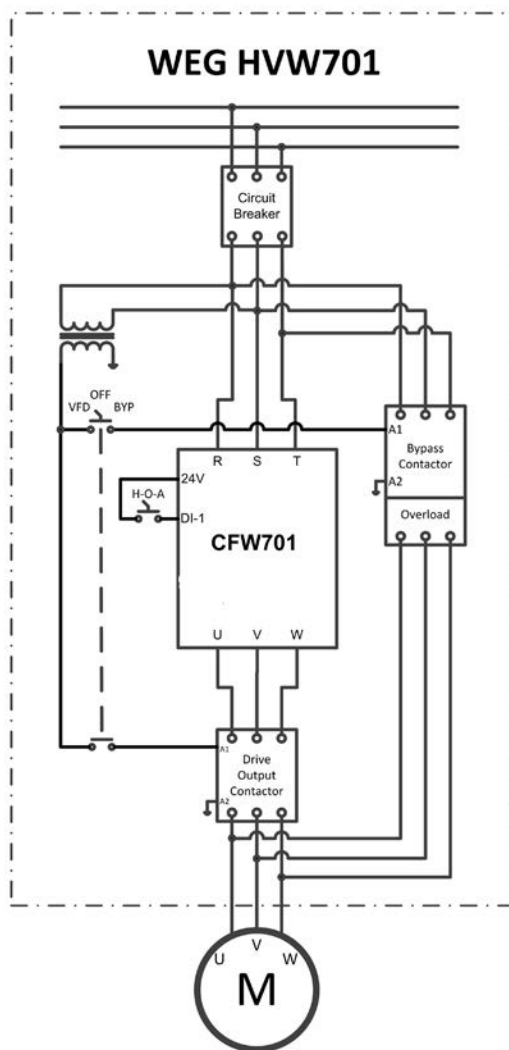 WEG HVW701
Circuit
Breaker
OFF
VFD BYP
A1
Bypass
Contactor
A2
Overload
R S T
24V
H-O-A
DI-1
CFW701
U V W
A1
Drive
Output
Contactor
A2
U V W
M